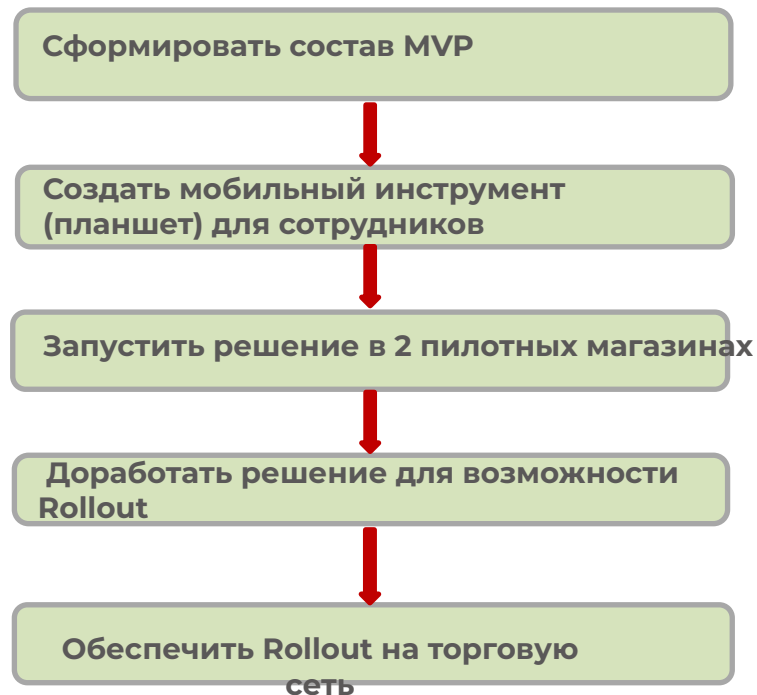 Сформировать состав MVP
Создать мобильный инструмент
(планшет) для сотрудников
Запустить решение в 2 пилотных магазинах
Доработать решение для возможности
Rollout
Обеспечить Rollout на торговую
сеть